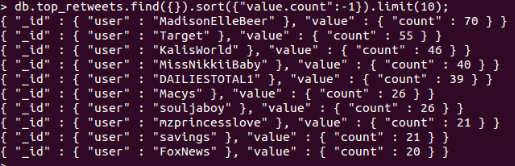 > db.top_retweets.find({}).sort({"value.count":-1}).limit(10);
{ "_id" : { "user" : "MadisonElleBeer" }, "value" : { "count" : 70 } }
{ "_id" : { "user" : "Target" }, "value" : { "count" : 55 } }
{ "_id" : { "user" : "KalisWorld" }, "value" : { "count" : 46 } }
{ "_id" : { "user" : "MissNikkiiBaby" }, "value" : { "count" : 40 } }
{ "_id" : { "user" : "DAILIESTOTAL1" }, "value" : { "count" : 39 } }
{ "_id" : { "user" : "Macys" }, "value" : { "count" : 26 } }
{ "_id" : { "user" : "souljaboy" }, "value" : { "count" : 26 } }
{ "_id" : { "user" : "mzprincesslove" }, "value" : { "count" : 21 } }
{ "_id" : { "user" : "savings" }, "value" : { "count" : 21 } }
{ "_id" : { "user" : "FoxNews" }, "value" : { "count" : 20 } }